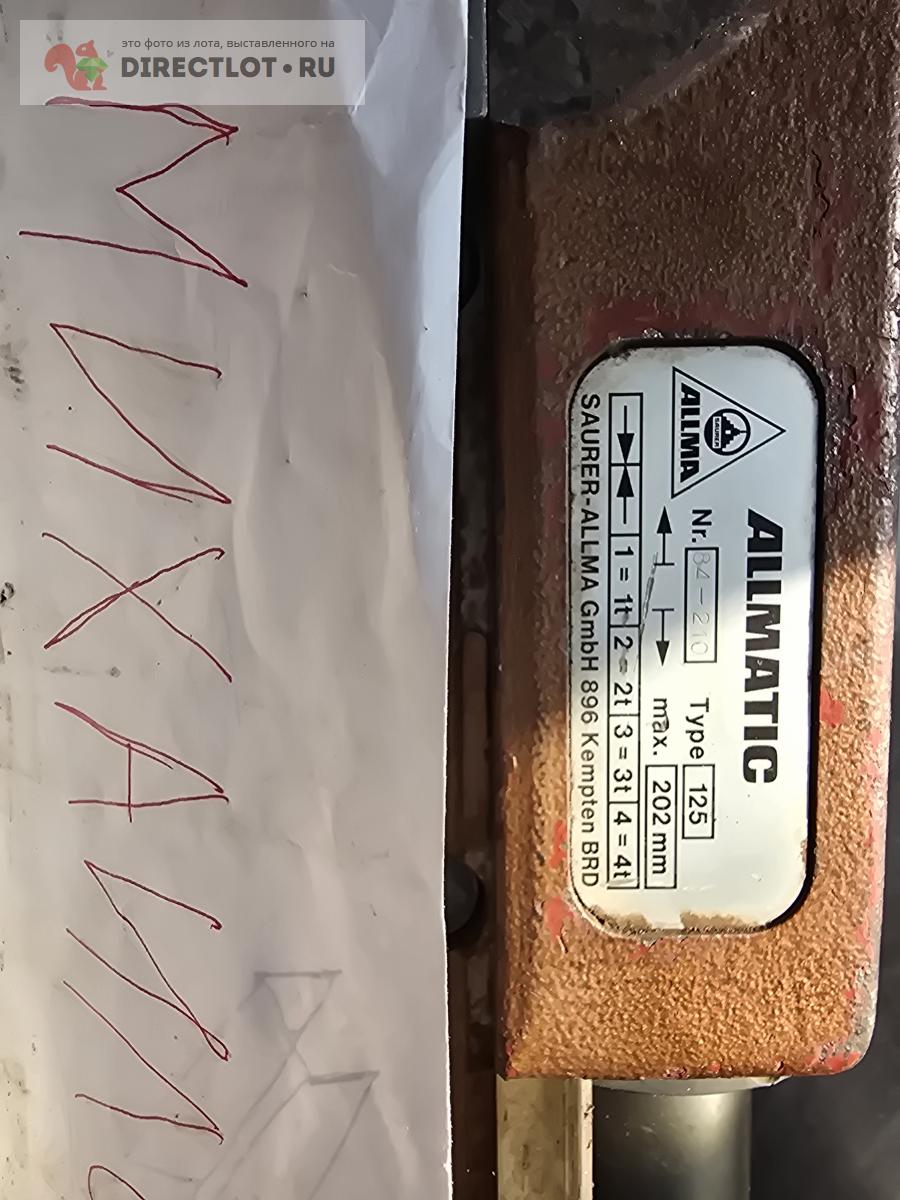 это фото из лота, выставленного на
DIRECTLOT.RU
МИХАИЛ
ALLMATIC
SAURER
ALLMA
Nr. 84-210 Type 125
max. 202 mm
1 = 1t 2 = 2t 3 = 3t 4 = 4t
SAURER-ALLMA GmbH 896 Kempten BRD